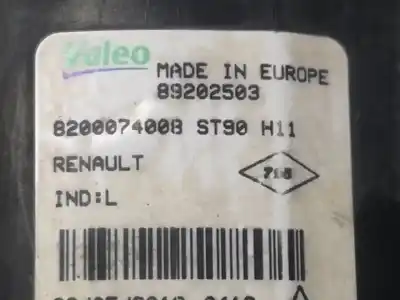 Valeo
MADE IN EUROPE
89202503
8200074008 ST90 H11
RENAULT
IND:L